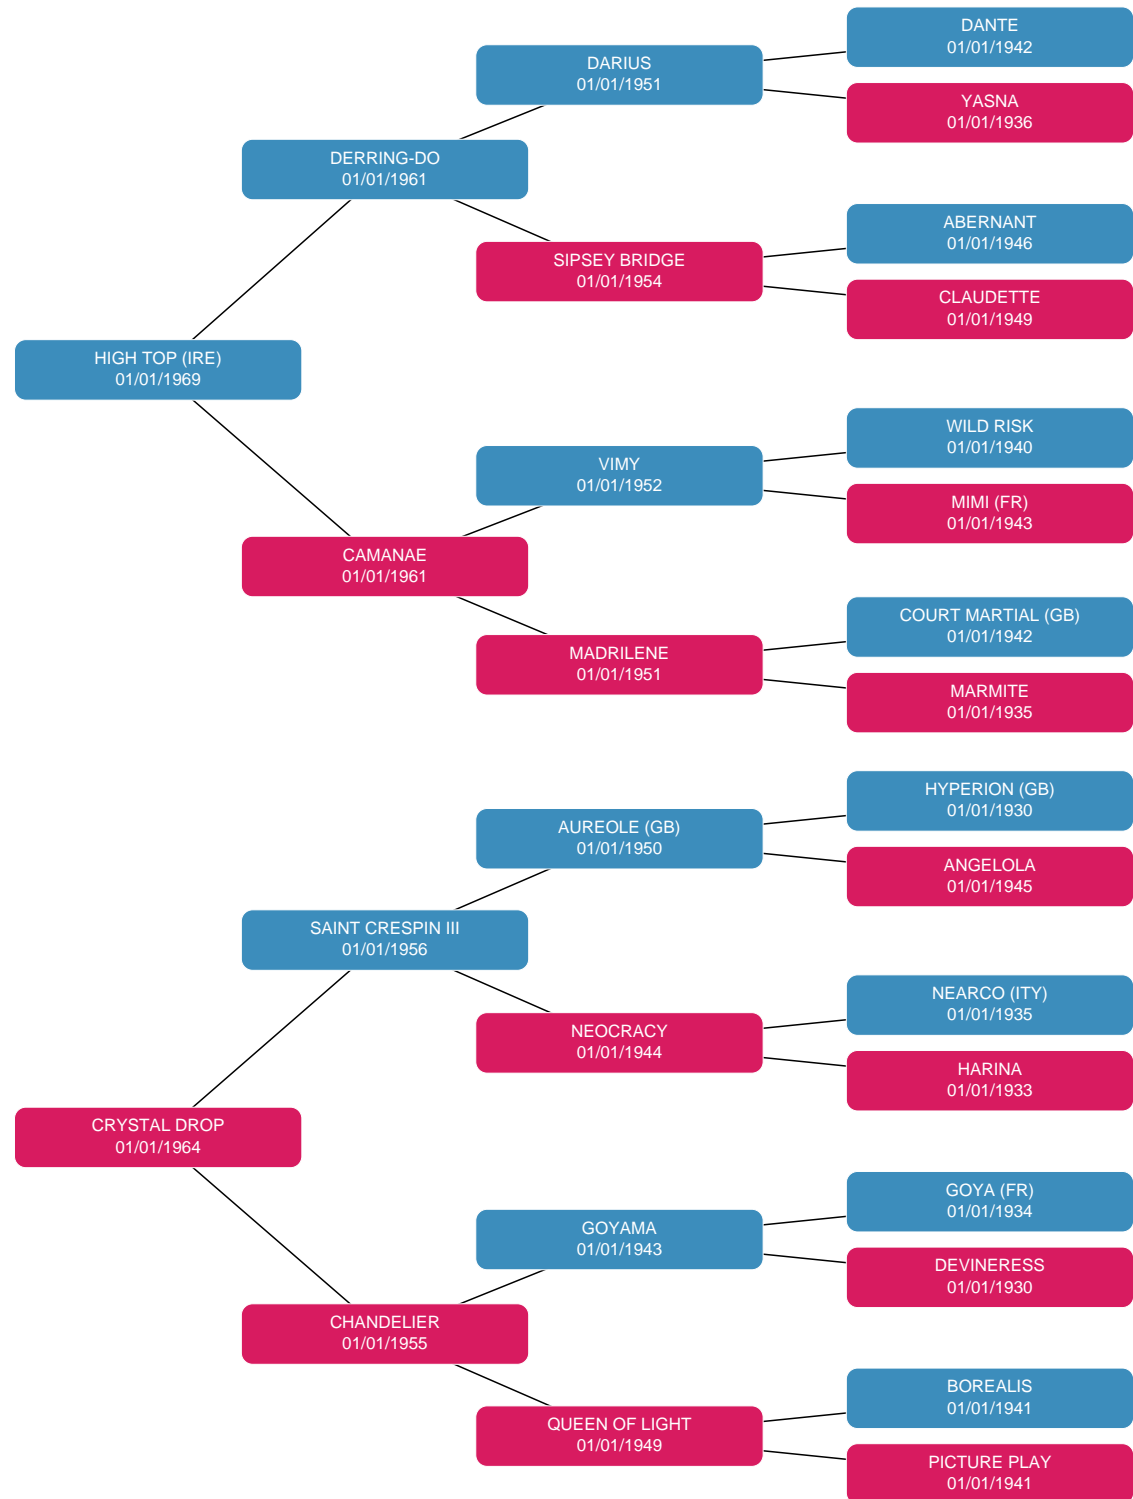 DANTE
01/01/1942
DARIUS
01/01/1951
YASNA
01/01/1936
DERRING-DO
01/01/1961
ABERNANT
01/01/1946
SIPSEY BRIDGE
01/01/1954
CLAUDETTE
01/01/1949
HIGH TOP (IRE)
01/01/1969
WILD RISK
01/01/1940
VIMY
01/01/1952
MIMI (FR)
01/01/1943
CAMANAE
01/01/1961
COURT MARTIAL (GB)
01/01/1942
MADRILENE
01/01/1951
MARMITE
01/01/1935
HYPERION (GB)
01/01/1930
AUREOLE (GB)
01/01/1950
ANGELOLA
01/01/1945
SAINT CRESPIN III
01/01/1956
NEARCO (ITY)
01/01/1935
NEOCRACY
01/01/1944
HARINA
01/01/1933
CRYSTAL DROP
01/01/1964
GOYA (FR)
01/01/1934
GOYAMA
01/01/1943
DEVINERESS
01/01/1930
CHANDELIER
01/01/1955
BOREALIS
01/01/1941
QUEEN OF LIGHT
01/01/1949
PICTURE PLAY
01/01/1941